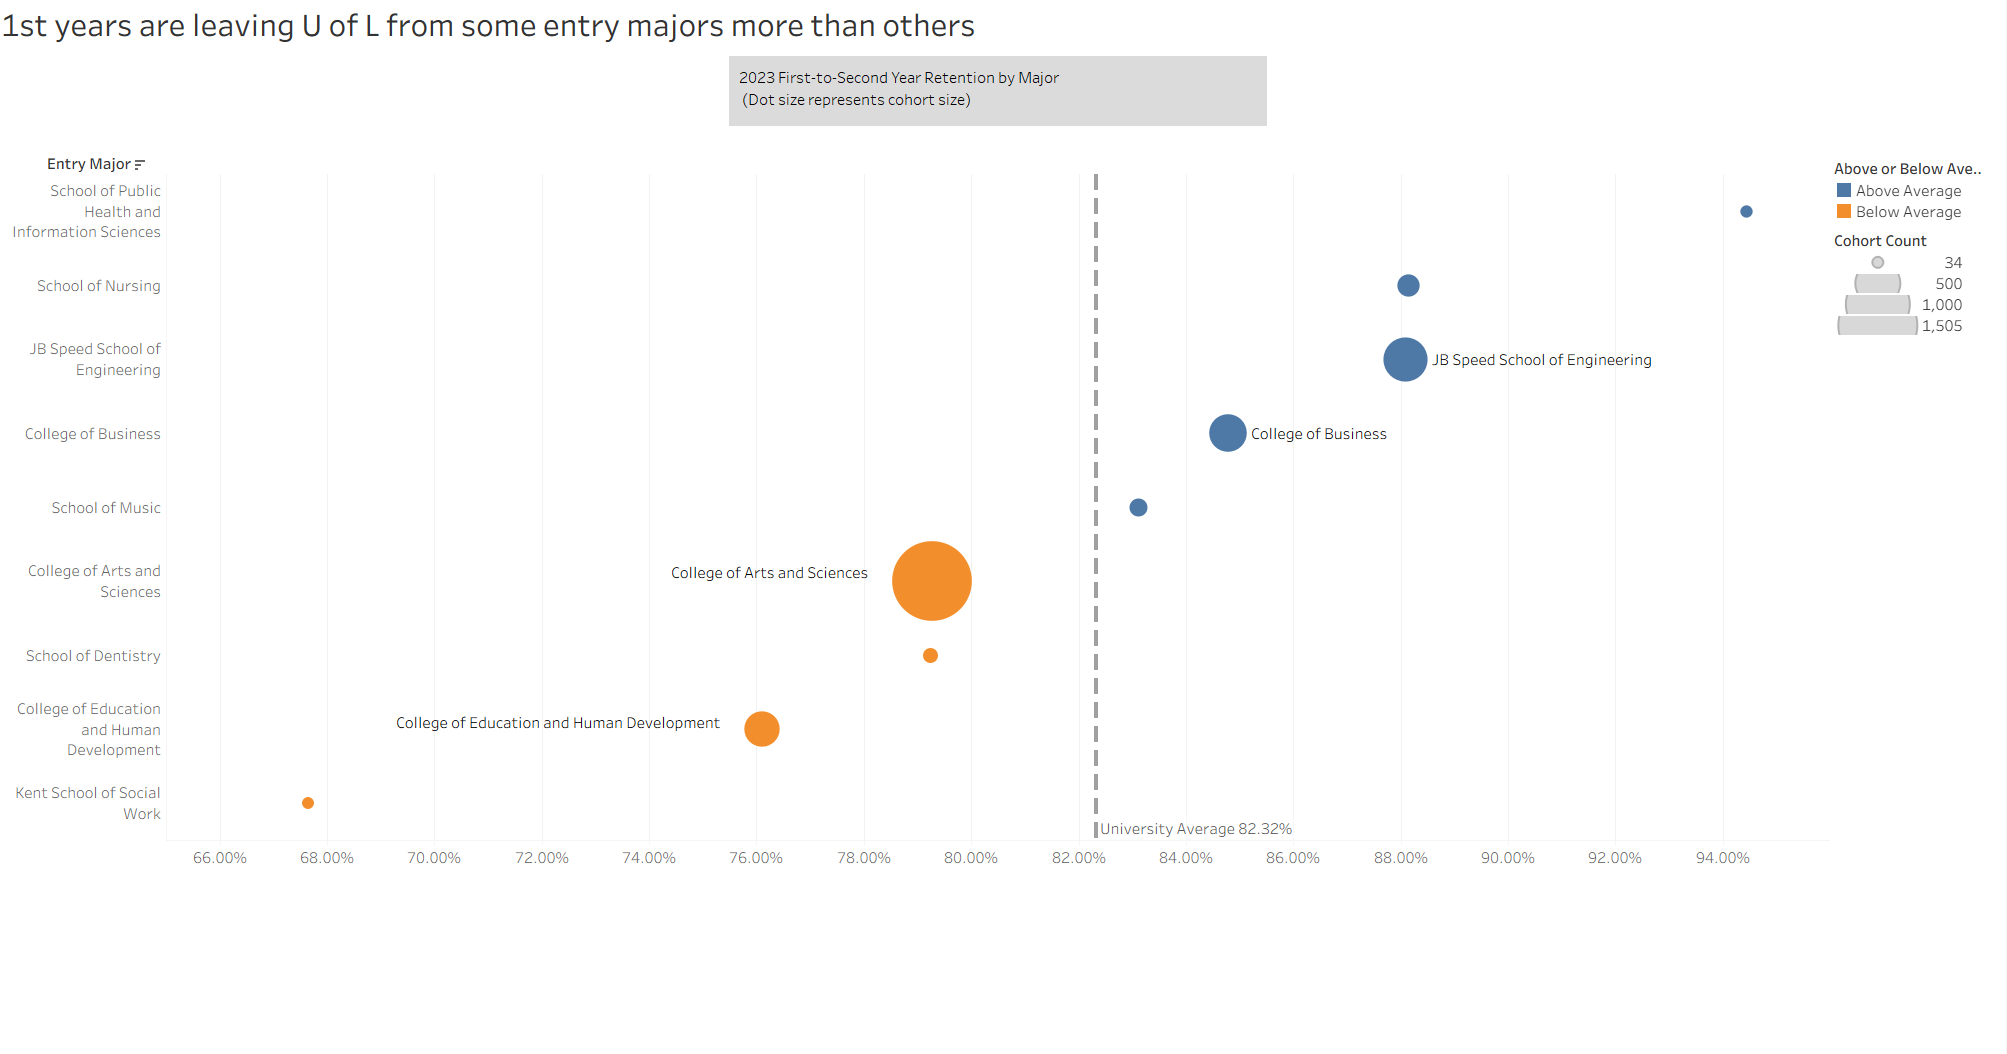 1st years are leaving U of L from some entry majors more than others
2023 First-to-Second Year Retention by Major
(Dot size represents cohort size)
Entry Major
School of Public
Health and
Information Sciences
School of Nursing
JB Speed School of
Engineering
College of Business
School of Music
College of Arts and
Sciences
School of Dentistry
College of Education
and Human
Development
Kent School of Social
Work
JB Speed School of Engineering
College of Business
College of Arts and Sciences
College of Education and Human Development
University Average 82.32%
66.00% 68.00% 70.00% 72.00% 74.00% 76.00% 78.00% 80.00% 82.00% 84.00% 86.00% 88.00% 90.00% 92.00% 94.00%
Above or Below Ave..
Above Average
Below Average
Cohort Count
34
500
1,000
1,505